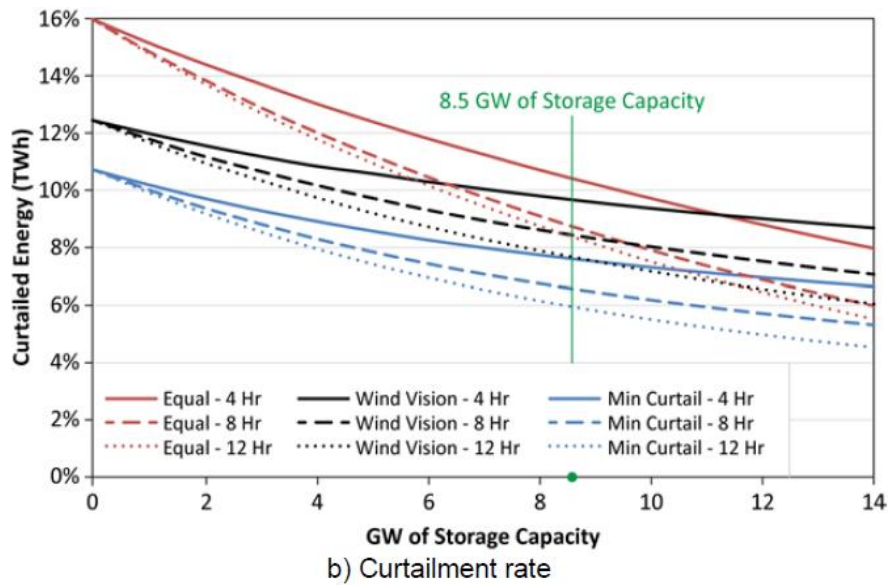 16%
14%
12%
10%
8%
6%
4%
2%
0%
Curtailed Energy (TWh)
8.5 GW of Storage Capacity
Equal - 4 Hr
Wind Vision - 4 Hr
Min Curtail - 4 Hr
Equal - 8 Hr
Wind Vision - 8 Hr
Min Curtail - 8 Hr
Equal - 12 Hr
Wind Vision - 12 Hr
Min Curtail - 12 Hr
0 2 4 6 8 10 12 14
GW of Storage Capacity
b) Curtailment rate